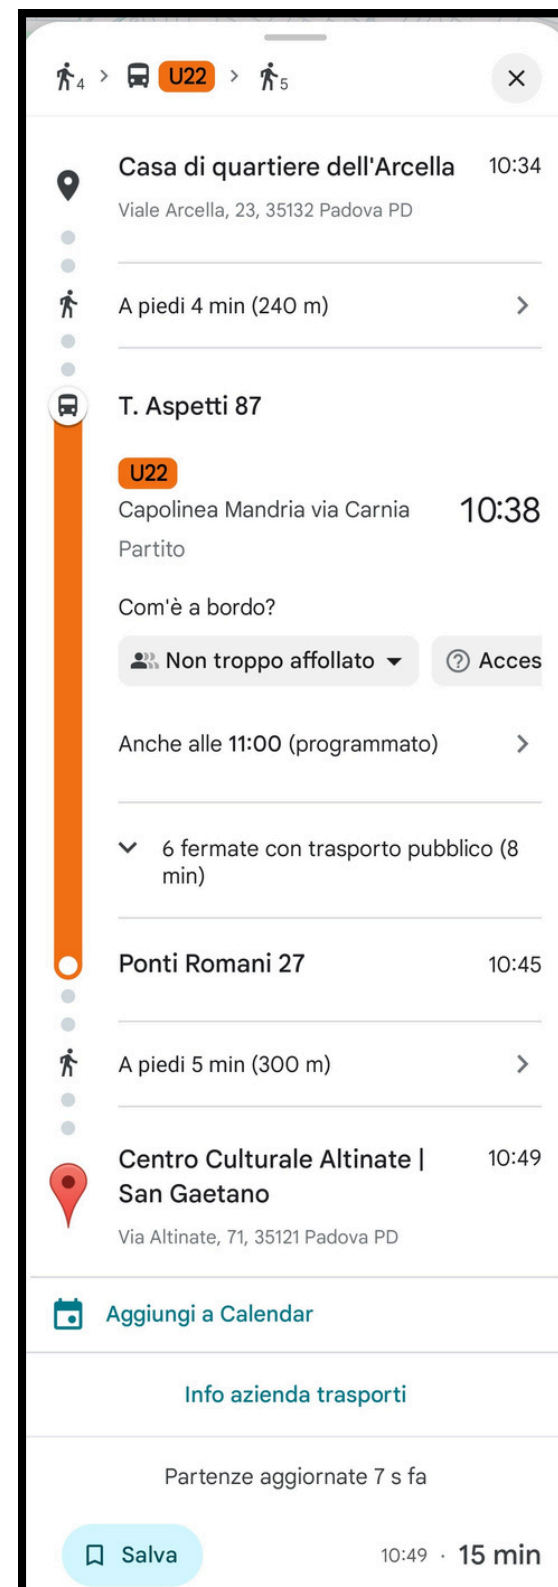 4 > U22 > 5
Casa di quartiere dell'Arcella 10:34
Viale Arcella, 23, 35132 Padova PD
A piedi 4 min (240 m)
T. Aspetti 87
U22
Capolinea Mandria via Carnia 10:38
Partito
Com'è a bordo?
Non troppo affollato Acces
Anche alle 11:00 (programmato)
6 fermate con trasporto pubblico (8
min)
Ponti Romani 27 10:45
A piedi 5 min (300 m)
Centro Culturale Altinate | 10:49
San Gaetano
Via Altinate, 71, 35121 Padova PD
Aggiungi a Calendar
Info azienda trasporti
Partenze aggiornate 7 s fa
Salva 10:49 · 15 min